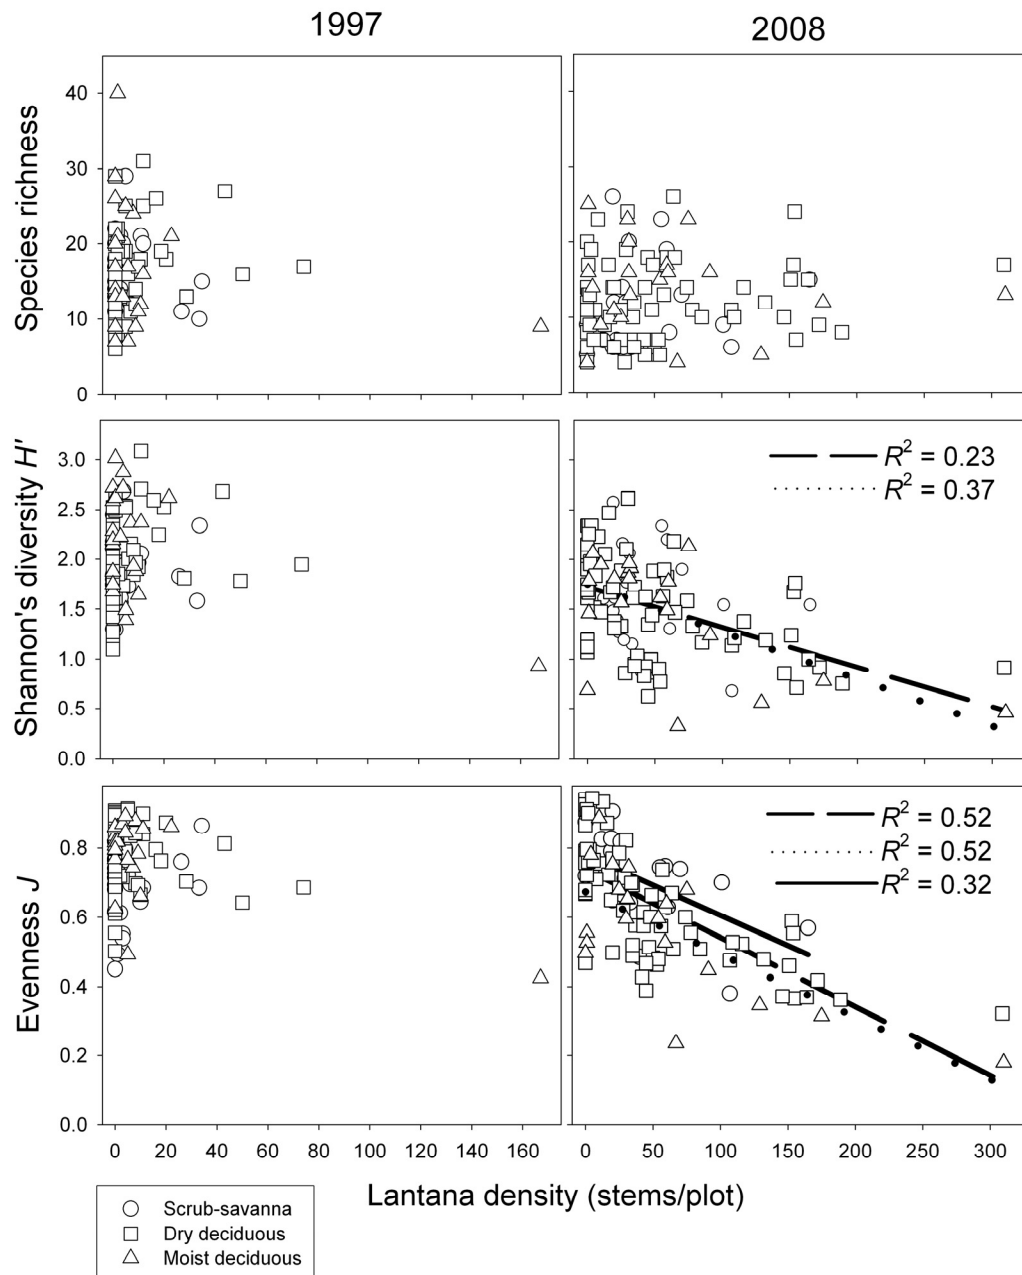 1997
2008
Species richness
40
30
20
10
0
Shannon's diversity H'
3.0
2.5
2.0
1.5
1.0
0.5
0.0
R² = 0.23
R² = 0.37
Evenness J
0.8
0.6
0.4
0.2
0.0
R² = 0.52
R² = 0.52
R² = 0.32
0 20 40 60 80 100 120 140 160
0 50 100 150 200 250 300
Lantana density (stems/plot)
Scrub-savanna
Dry deciduous
Moist deciduous